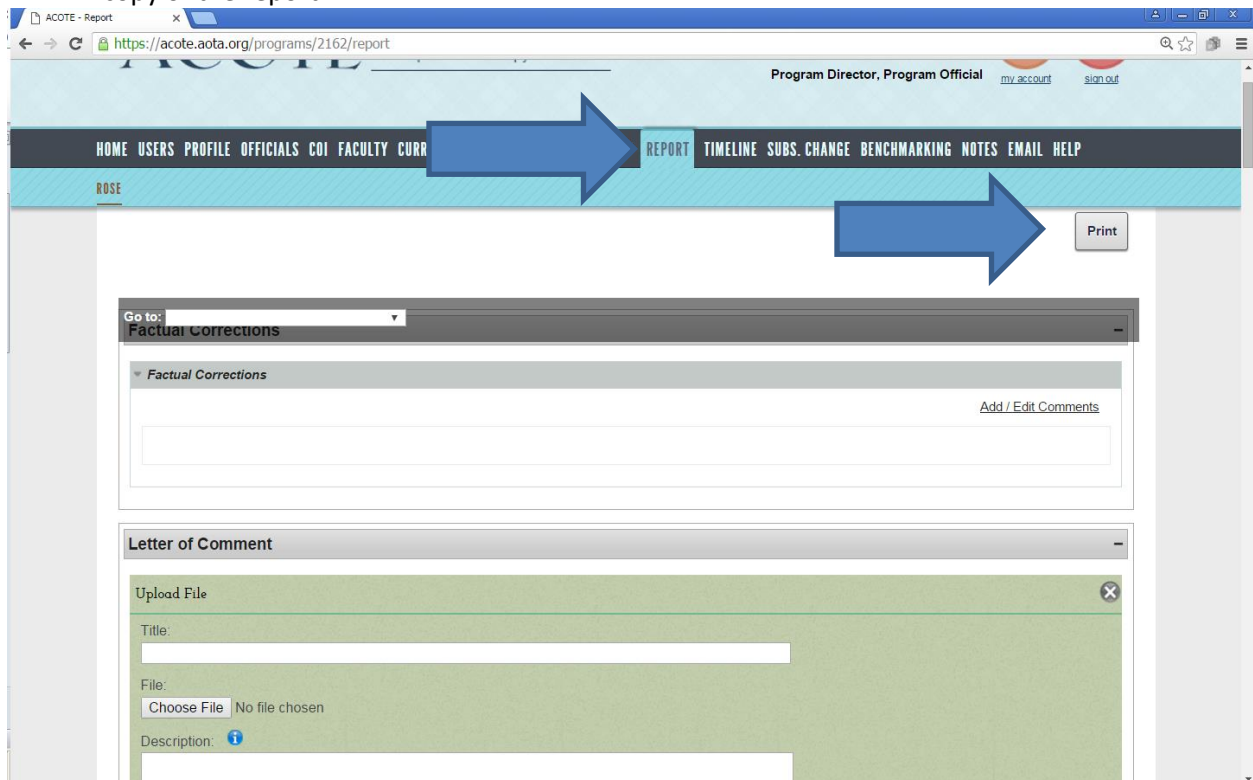 ACOTE - Report
https://acote.aota.org/programs/2162/report
ACOTE
Program Director, Program Official my account sign out
HOME USERS PROFILE OFFICIALS COI FACULTY CURR REPORT TIMELINE SUBS. CHANGE BENCHMARKING NOTES EMAIL HELP
ROSE
Print
Go to:
Factual Corrections
Factual Corrections
Add / Edit Comments
Letter of Comment
Upload File
Title:
File:
Choose File No file chosen
Description: